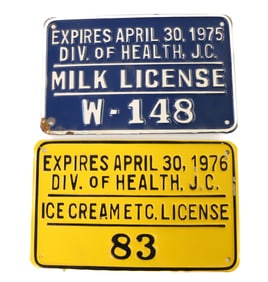 EXPIRES APRIL 30, 1975
DIV. OF HEALTH, J.C.
MILK LICENSE
W-148
EXPIRES APRIL 30, 1976
DIV. OF HEALTH, J.C.
ICE CREAM ETC. LICENSE
83